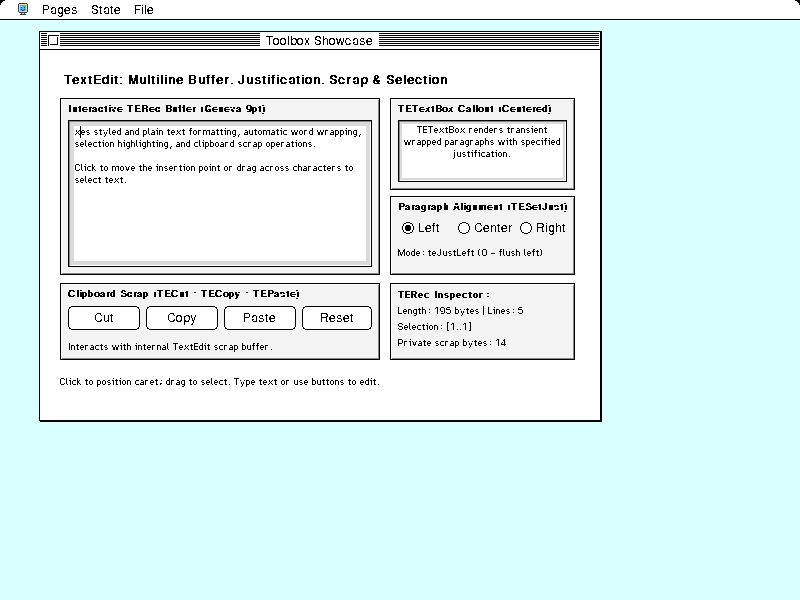 Pages State File
Toolbox Showcase
TextEdit: Multiline Buffer. Justification. Scrap & Selection
Interactive TERec Buffer (Geneva 9pt)
xes styled and plain text formatting, automatic word wrapping,
selection highlighting, and clipboard scrap operations.
Click to move the insertion point or drag across characters to
select text.
TETextBox Callout (Centered)
TETextBox renders transient
wrapped paragraphs with specified
justification.
Paragraph Alignment (TESetJust)
Left Center Right
Mode: teJustLeft (0 - flush left)
Clipboard Scrap (TECut · TECopy · TEPaste)
Cut Copy Paste Reset
Interacts with internal TextEdit scrap buffer.
TERec Inspector:
Length: 195 bytes | Lines: 5
Selection: [1..1]
Private scrap bytes: 14
Click to position caret; drag to select. Type text or use buttons to edit.